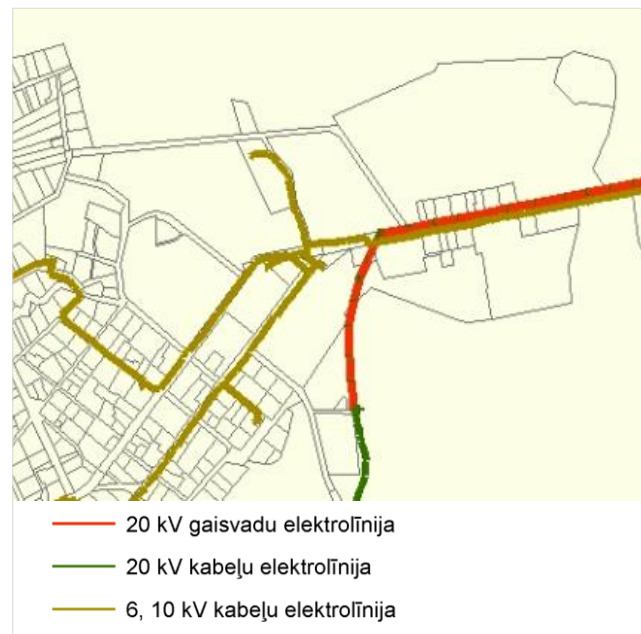 20 kV gaisvadu elektrolīnija
20 kV kabeļu elektrolīnija
6, 10 kV kabeļu elektrolīnija